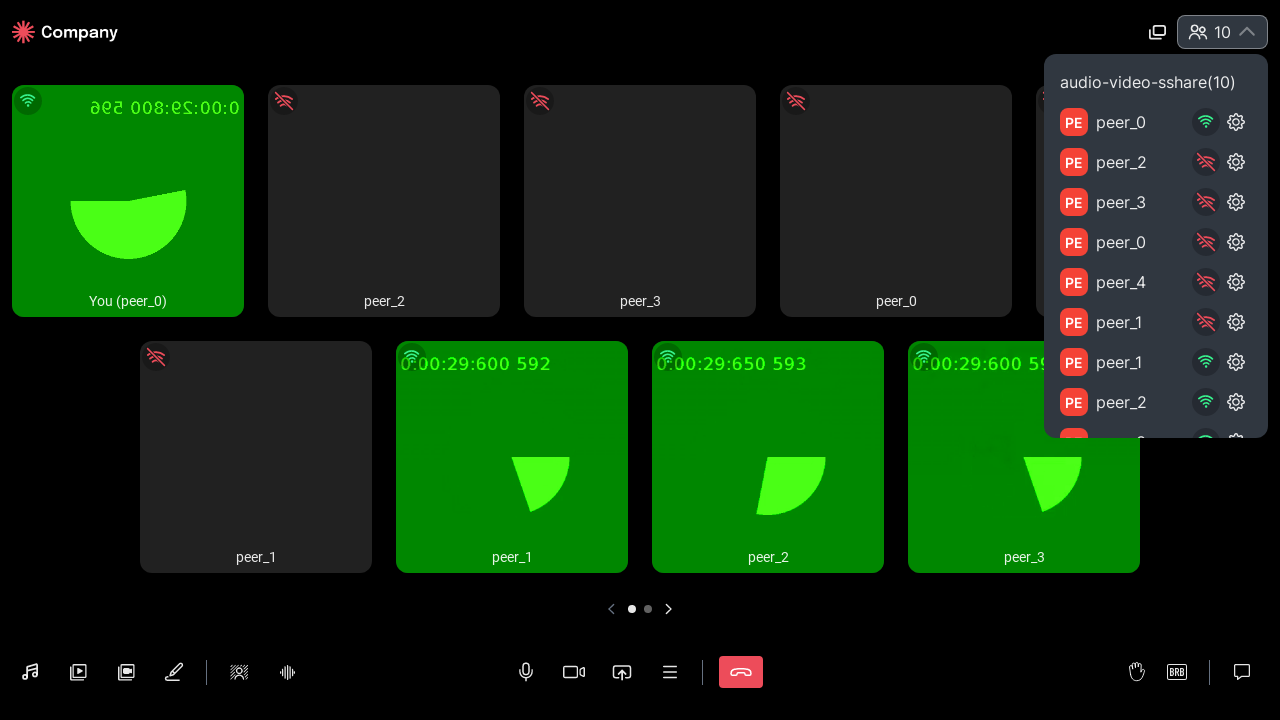 Company
10
0:00:29:800 596
You (peer_0)
peer_2
peer_3
peer_0
audio-video-sshare(10)
PE peer_0
PE peer_2
PE peer_3
PE peer_0
PE peer_4
PE peer_1
PE peer_1
PE peer_2
PE
peer_1
0:00:29:600 592
peer_1
0:00:29:650 593
peer_2
0:00:29:600
peer_3
BRB